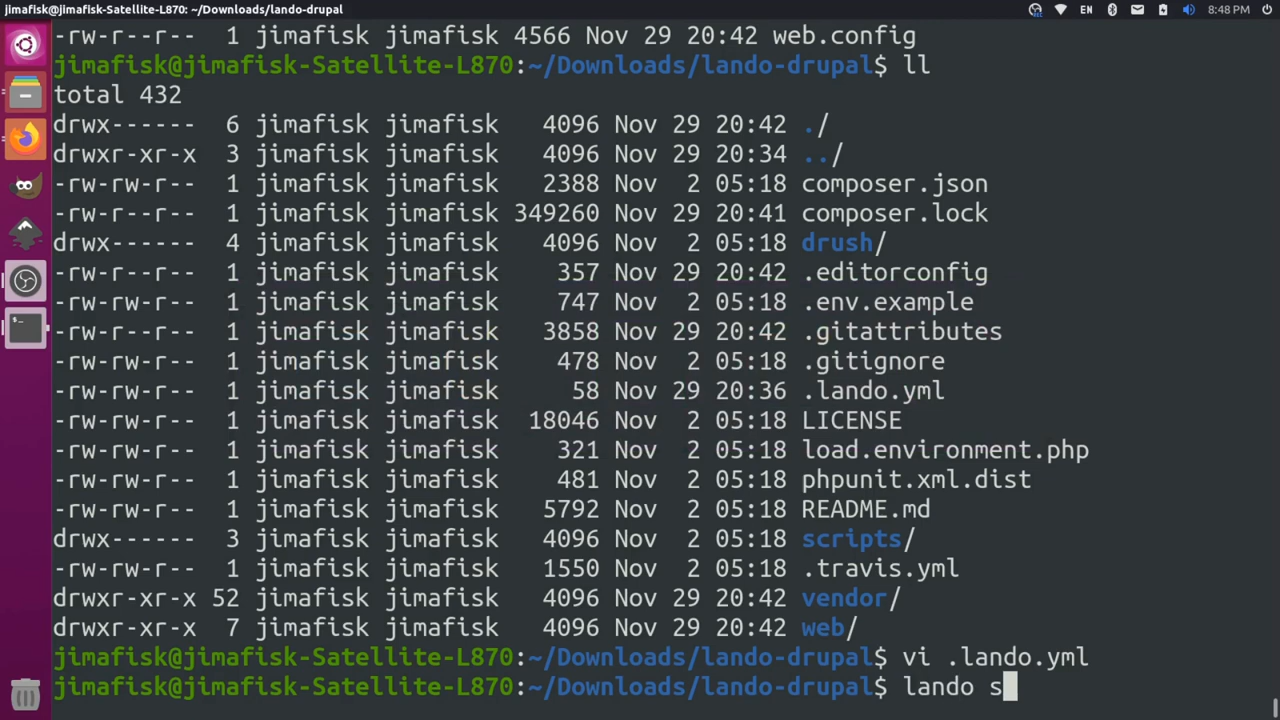 jimafisk@jimafisk-Satellite-L870: ~/Downloads/lando-drupal EN 8:48 PM
-rw-r--r-- 1 jimafisk jimafisk 4566 Nov 29 20:42 web.config
jimafisk@jimafisk-Satellite-L870:~/Downloads/lando-drupal$ ll
total 432
drwx------ 6 jimafisk jimafisk 4096 Nov 29 20:42 ./
drwxr-xr-x 3 jimafisk jimafisk 4096 Nov 29 20:34 ../
-rw-rw-r-- 1 jimafisk jimafisk 2388 Nov 2 05:18 composer.json
-rw-r--r-- 1 jimafisk jimafisk 349260 Nov 29 20:41 composer.lock
drwx------ 4 jimafisk jimafisk 4096 Nov 2 05:18 drush/
-rw-r--r-- 1 jimafisk jimafisk 357 Nov 29 20:42 .editorconfig
-rw-rw-r-- 1 jimafisk jimafisk 747 Nov 2 05:18 .env.example
-rw-r--r-- 1 jimafisk jimafisk 3858 Nov 29 20:42 .gitattributes
-rw-rw-r-- 1 jimafisk jimafisk 478 Nov 2 05:18 .gitignore
-rw-r--r-- 1 jimafisk jimafisk 58 Nov 29 20:36 .lando.yml
-rw-rw-r-- 1 jimafisk jimafisk 18046 Nov 2 05:18 LICENSE
-rw-rw-r-- 1 jimafisk jimafisk 321 Nov 2 05:18 load.environment.php
-rw-rw-r-- 1 jimafisk jimafisk 481 Nov 2 05:18 phpunit.xml.dist
-rw-rw-r-- 1 jimafisk jimafisk 5792 Nov 2 05:18 README.md
drwx------ 3 jimafisk jimafisk 4096 Nov 2 05:18 scripts/
-rw-rw-r-- 1 jimafisk jimafisk 1550 Nov 2 05:18 .travis.yml
drwxr-xr-x 52 jimafisk jimafisk 4096 Nov 29 20:42 vendor/
drwxr-xr-x 7 jimafisk jimafisk 4096 Nov 29 20:42 web/
jimafisk@jimafisk-Satellite-L870:~/Downloads/lando-drupal$ vi .lando.yml
jimafisk@jimafisk-Satellite-L870:~/Downloads/lando-drupal$ lando s